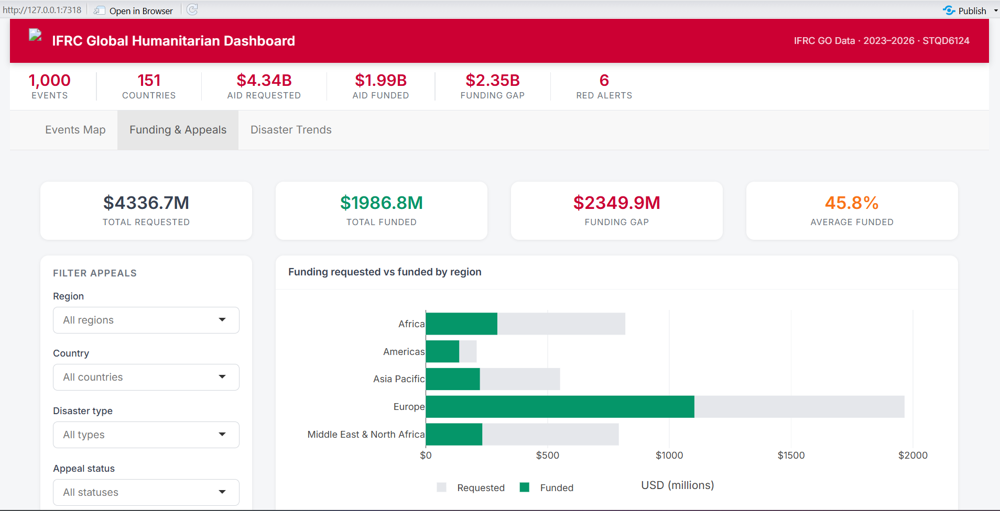 http://127.0.0.1:7318 Open in Browser Publish
IFRC Global Humanitarian Dashboard
IFRC GO Data · 2023–2026 · STQD6124
1,000
EVENTS
151
COUNTRIES
$4.34B
AID REQUESTED
$1.99B
AID FUNDED
$2.35B
FUNDING GAP
6
RED ALERTS
Events Map
Funding & Appeals
Disaster Trends
$4336.7M
TOTAL REQUESTED
$1986.8M
TOTAL FUNDED
$2349.9M
FUNDING GAP
45.8%
AVERAGE FUNDED
FILTER APPEALS
Region
All regions
Country
All countries
Disaster type
All types
Appeal status
All statuses
Funding requested vs funded by region
Africa
Americas
Asia Pacific
Europe
Middle East & North Africa
$0 $500 $1000 $1500 $2000
USD (millions)
Requested
Funded